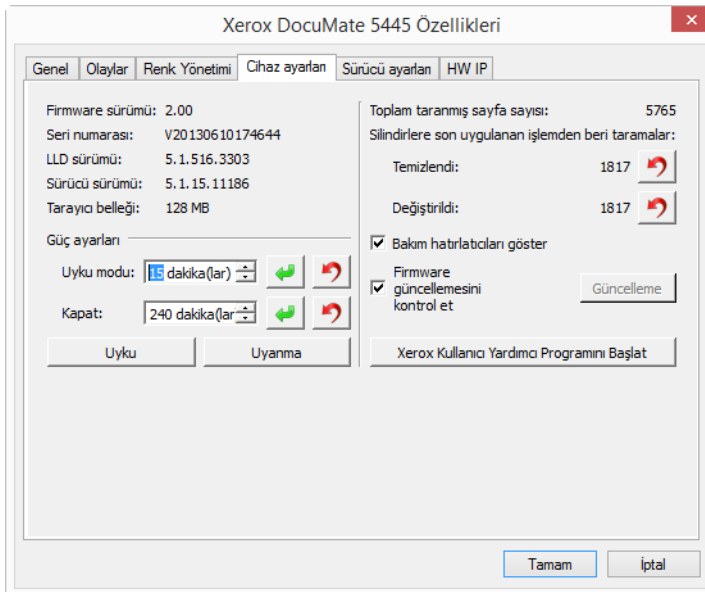 Xerox DocuMate 5445 Özellikleri
Genel
Olaylar
Renk Yönetimi
Cihaz ayarları
Sürücü ayarları
HW IP
Firmware sürümü: 2.00
Seri numarası: V20130610174644
LLD sürümü: 5.1.516.3303
Sürücü sürümü: 5.1.15.11186
Tarayıcı belleği: 128 MB
Güç ayarları
Uyku modu: 15 dakika(lar)
Kapat: 240 dakika(lar
Uyku
Uyanma
Toplam taranmış sayfa sayısı: 5765
Silindirlere son uygulanan işlemden beri taramalar:
Temizlendi: 1817
Değiştirildi: 1817
Bakım hatırlatıcıları göster
Firmware
güncellemesini
kontrol et
Güncelleme
Xerox Kullanıcı Yardımcı Programını Başlat
Tamam
İptal